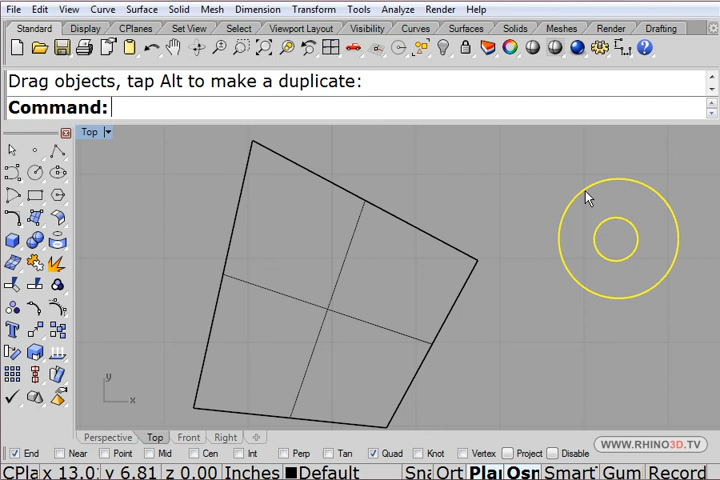 File Edit View Curve Surface Solid Mesh Dimension Transform Tools Analyze Render Help
Standard Display CPlanes Set View Select Viewport Layout Visibility Curves Surfaces Solids Meshes Render Drafting
Drag objects, tap Alt to make a duplicate:
Command:
Top
y
x
Perspective Top Front Right
WWW.RHINO3D.TV
End Near Point Mid Cen Int Perp Tan Quad Knot Vertex Project Disable
CPla x 13.0 y 6.81 z 0.00 Inches Default Sna Ort Plan Osn SmartT Gum Record